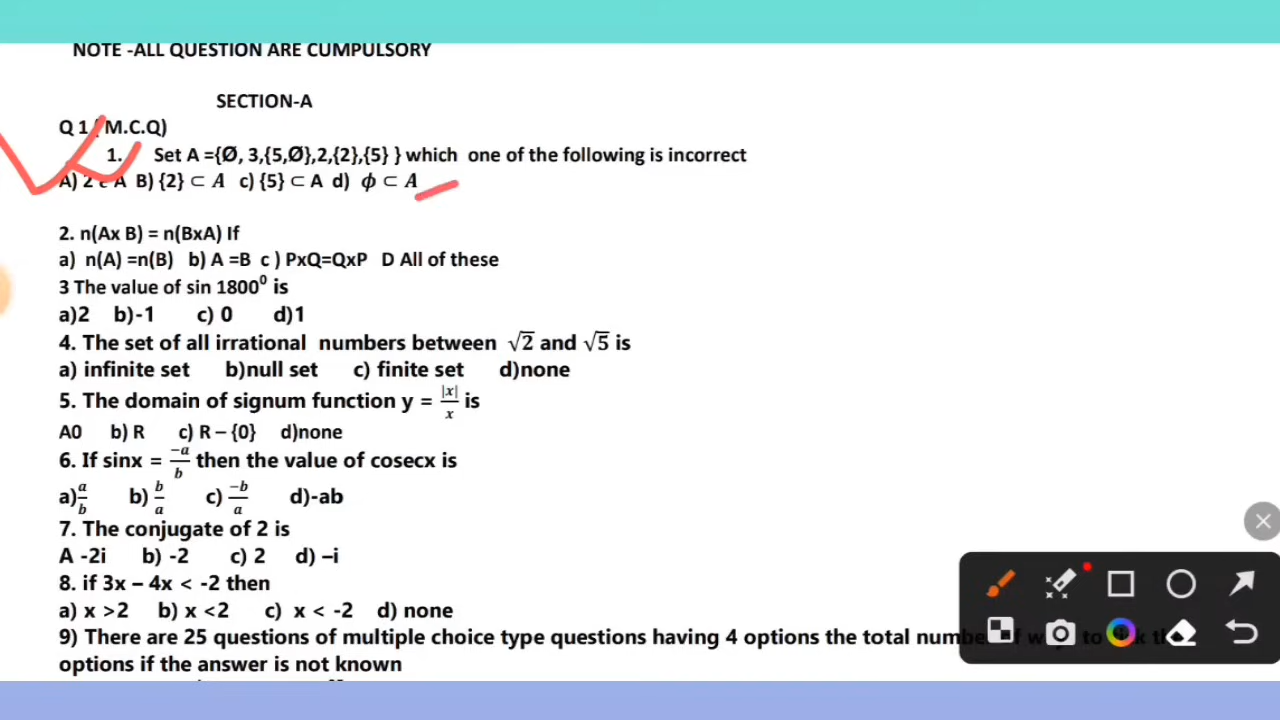 NOTE -ALL QUESTION ARE CUMPULSORY
SECTION-A
Q 1 ( M.C.Q)
1. Set A ={Ø, 3,{5,Ø},2,{2},{5} } which one of the following is incorrect
A) 2 ϵ A B) {2} ⊂ A c) {5} ⊂ A d) ϕ ⊂ A
2. n(Ax B) = n(BxA) If
a) n(A) =n(B) b) A =B c ) PxQ=QxP D All of these
3 The value of sin 1800⁰ is
a)2 b)-1 c) 0 d)1
4. The set of all irrational numbers between √2 and √5 is
a) infinite set b)null set c) finite set d)none
5. The domain of signum function y = |x|/x is
A0 b) R c) R – {0} d)none
6. If sinx = -a/b then the value of cosecx is
a) a/b b) b/a c) -b/a d)-ab
7. The conjugate of 2 is
A -2i b) -2 c) 2 d) –i
8. if 3x – 4x < -2 then
a) x >2 b) x <2 c) x < -2 d) none
9) There are 25 questions of multiple choice type questions having 4 options the total
options if the answer is not known